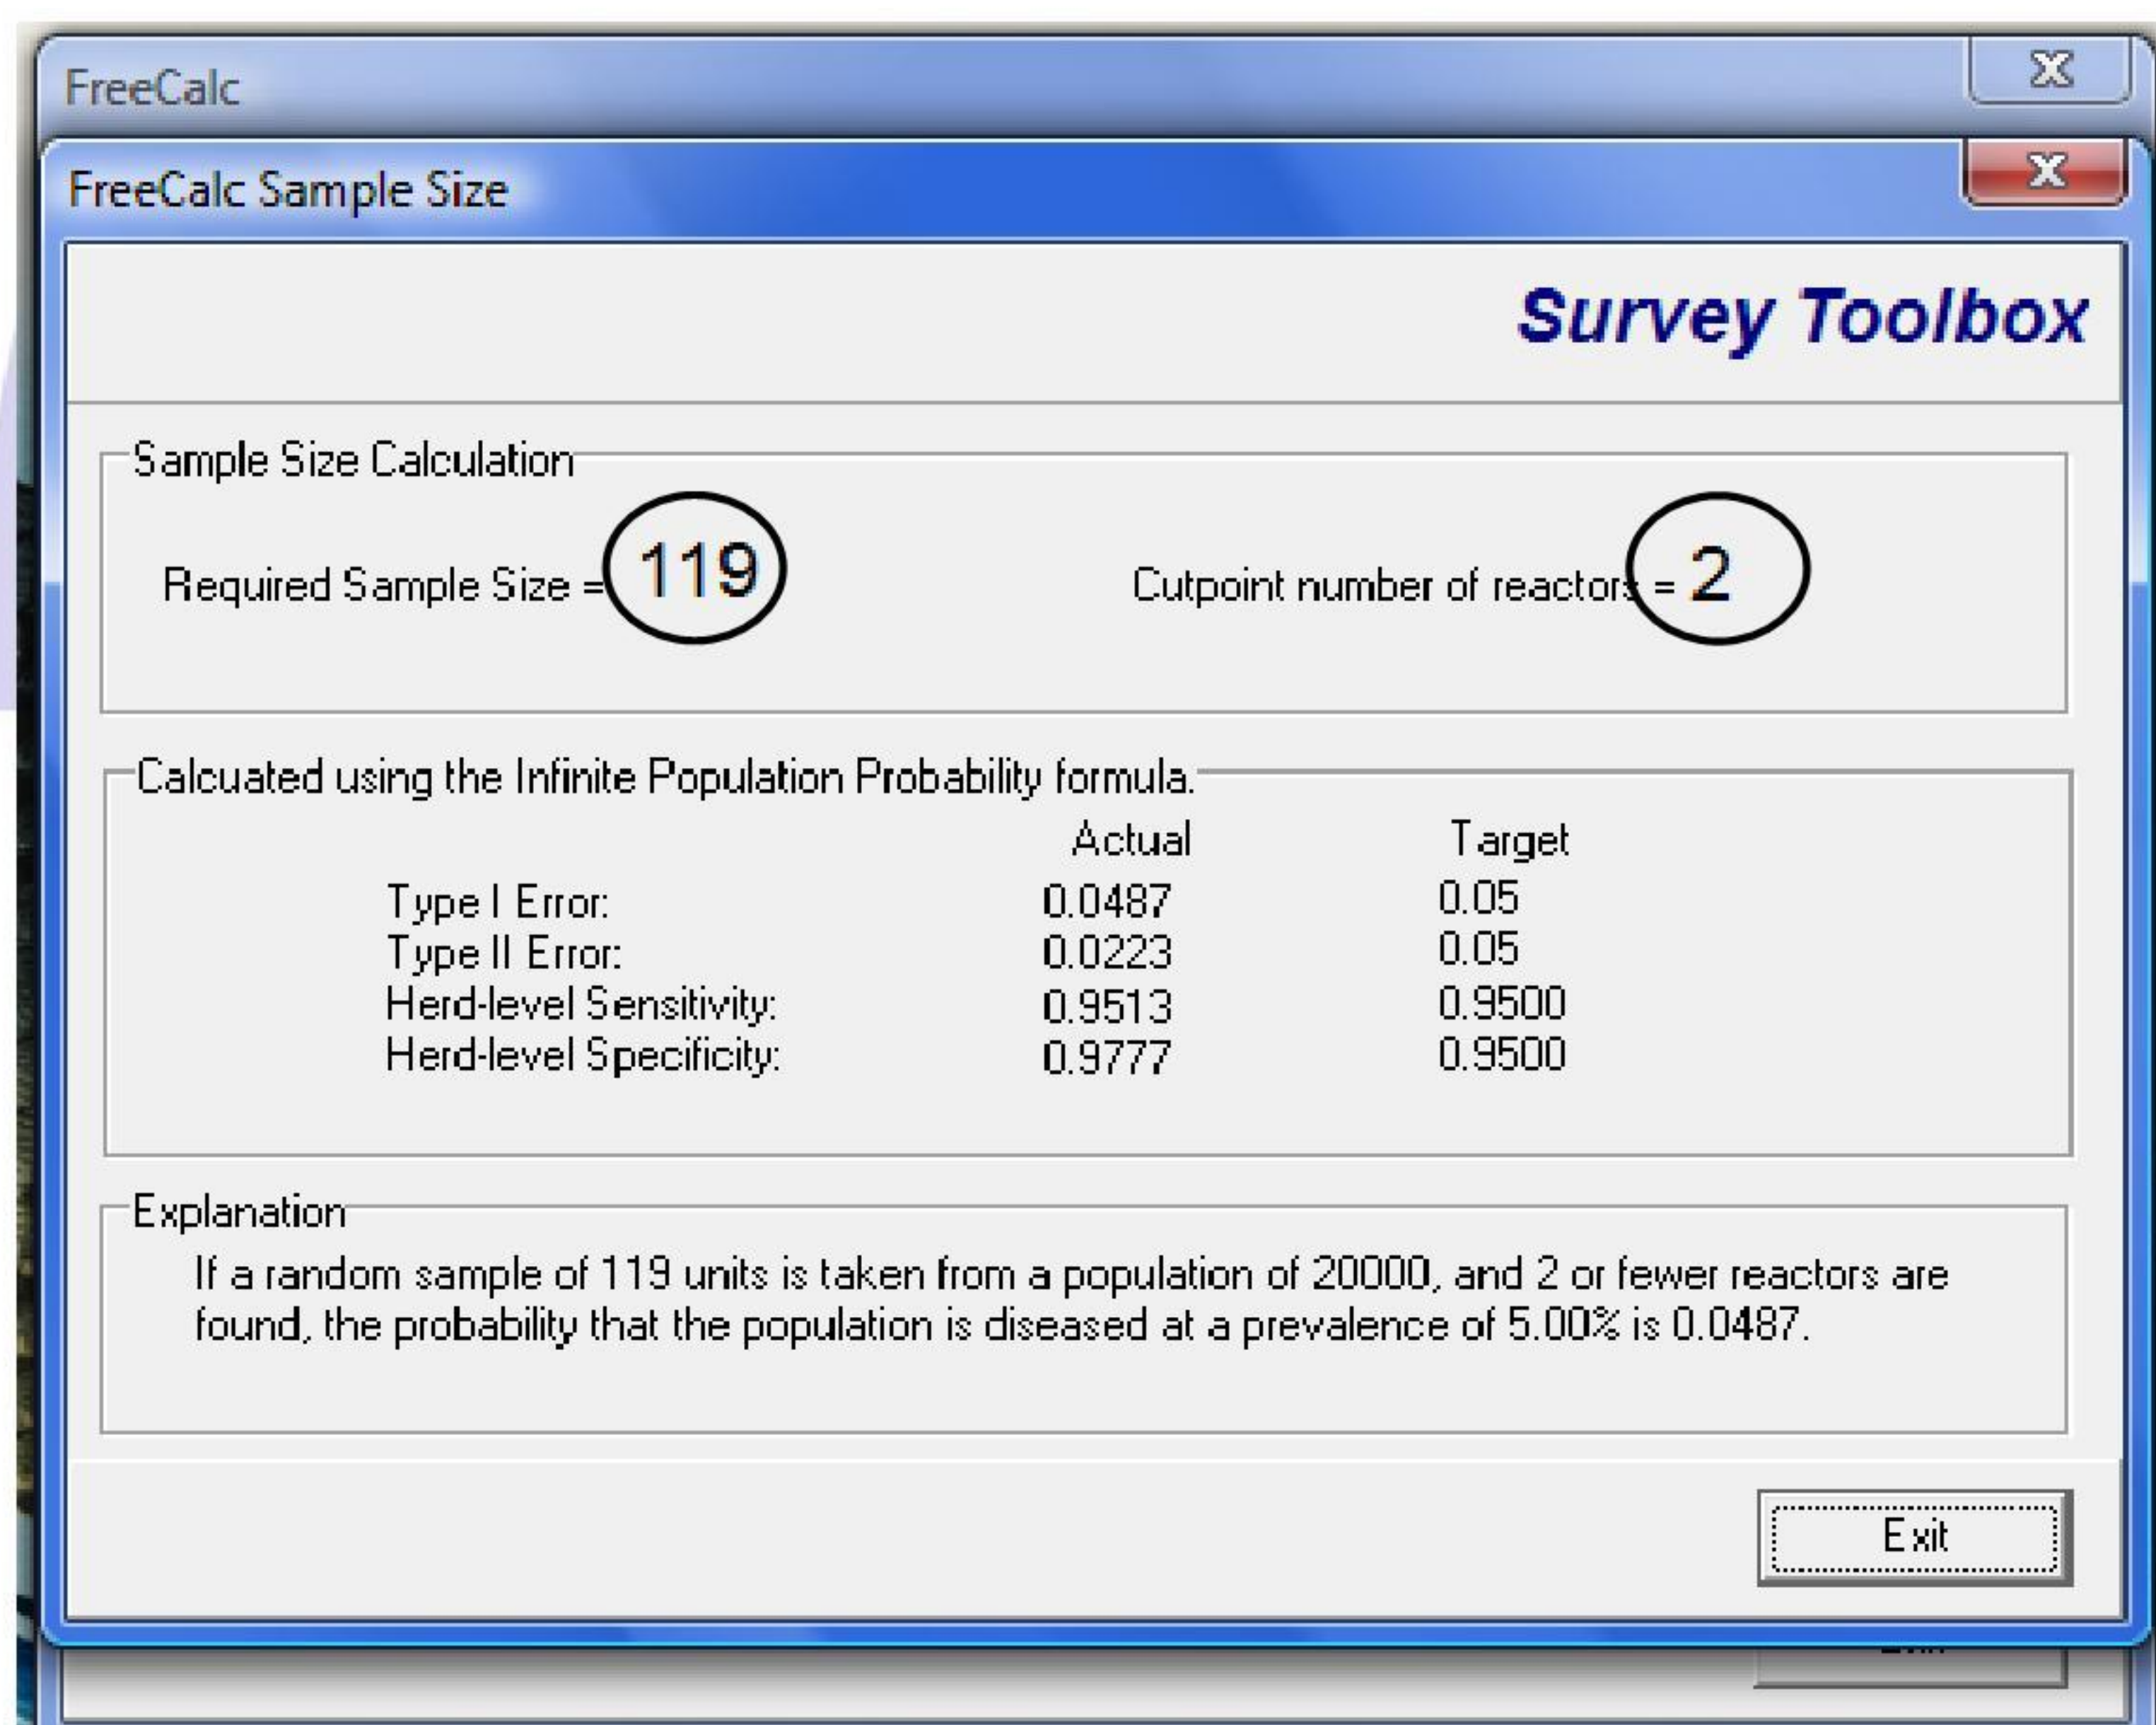 FreeCalc
FreeCalc Sample Size
Survey Toolbox
Sample Size Calculation
Required Sample Size = 119 Cutpoint number of reactors = 2
Calcuated using the Infinite Population Probability formula.
Actual Target
Type I Error: 0.0487 0.05
Type II Error: 0.0223 0.05
Herd-level Sensitivity: 0.9513 0.9500
Herd-level Specificity: 0.9777 0.9500
Explanation
If a random sample of 119 units is taken from a population of 20000, and 2 or fewer reactors are
found, the probability that the population is diseased at a prevalence of 5.00% is 0.0487.
Exit